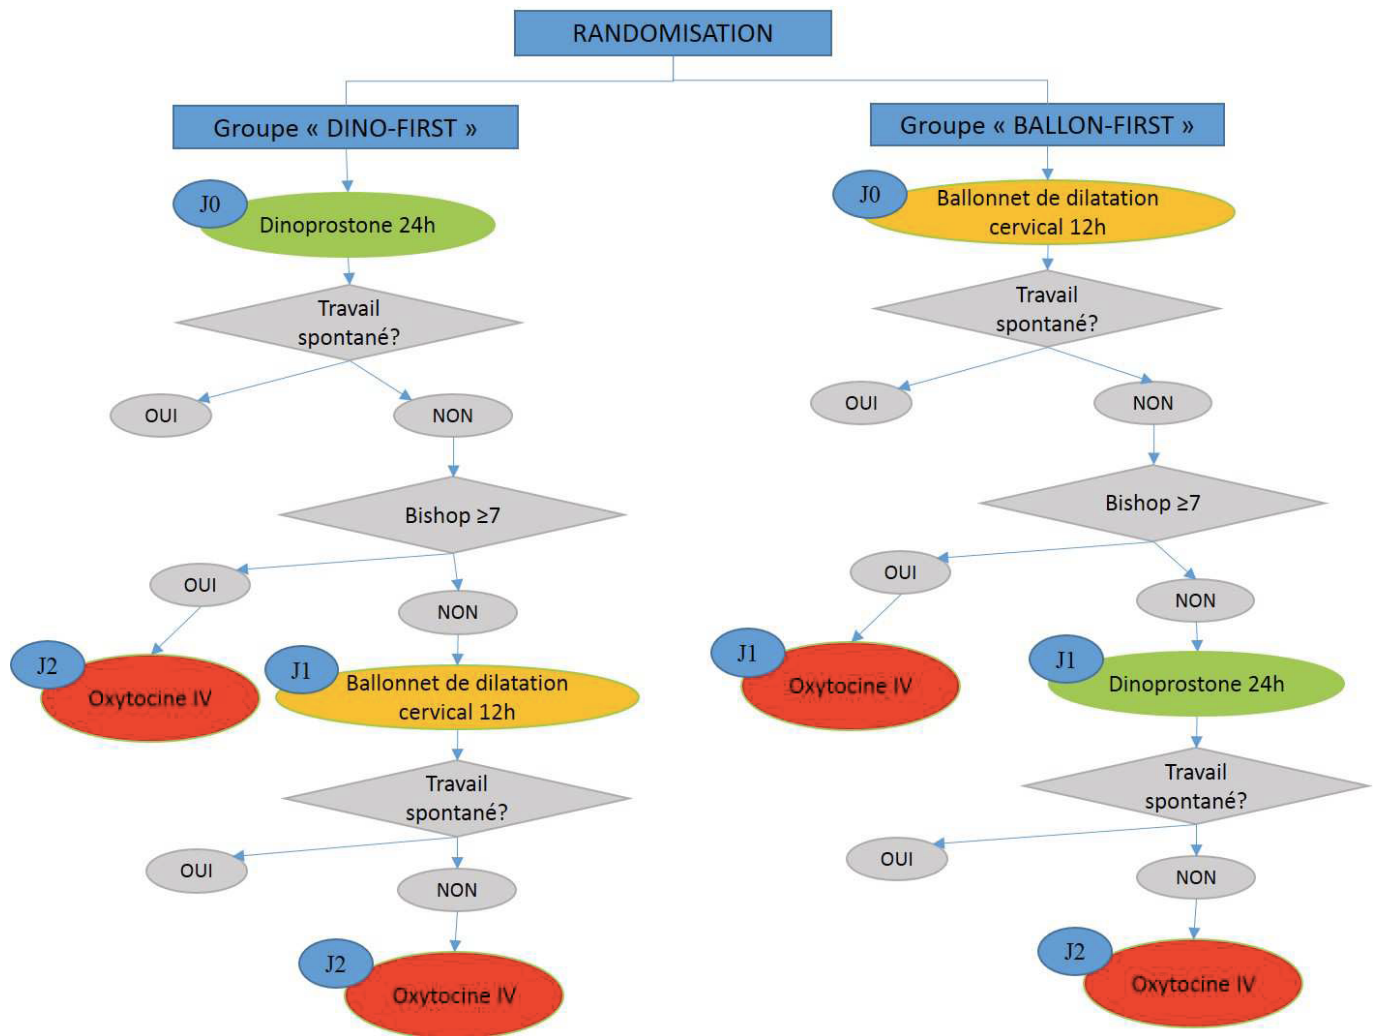 RANDOMISATION
Groupe « DINO-FIRST »
Groupe « BALLON-FIRST »
J0
Dinoprostone 24h
J0
Ballonnet de dilatation
cervical 12h
Travail
spontané?
Travail
spontané?
OUI
NON
OUI
NON
Bishop ≥7
Bishop ≥7
OUI
NON
OUI
NON
J2
Oxytocine IV
J1
Ballonnet de dilatation
cervical 12h
J1
Oxytocine IV
J1
Dinoprostone 24h
Travail
spontané?
Travail
spontané?
OUI
NON
OUI
NON
J2
Oxytocine IV
J2
Oxytocine IV